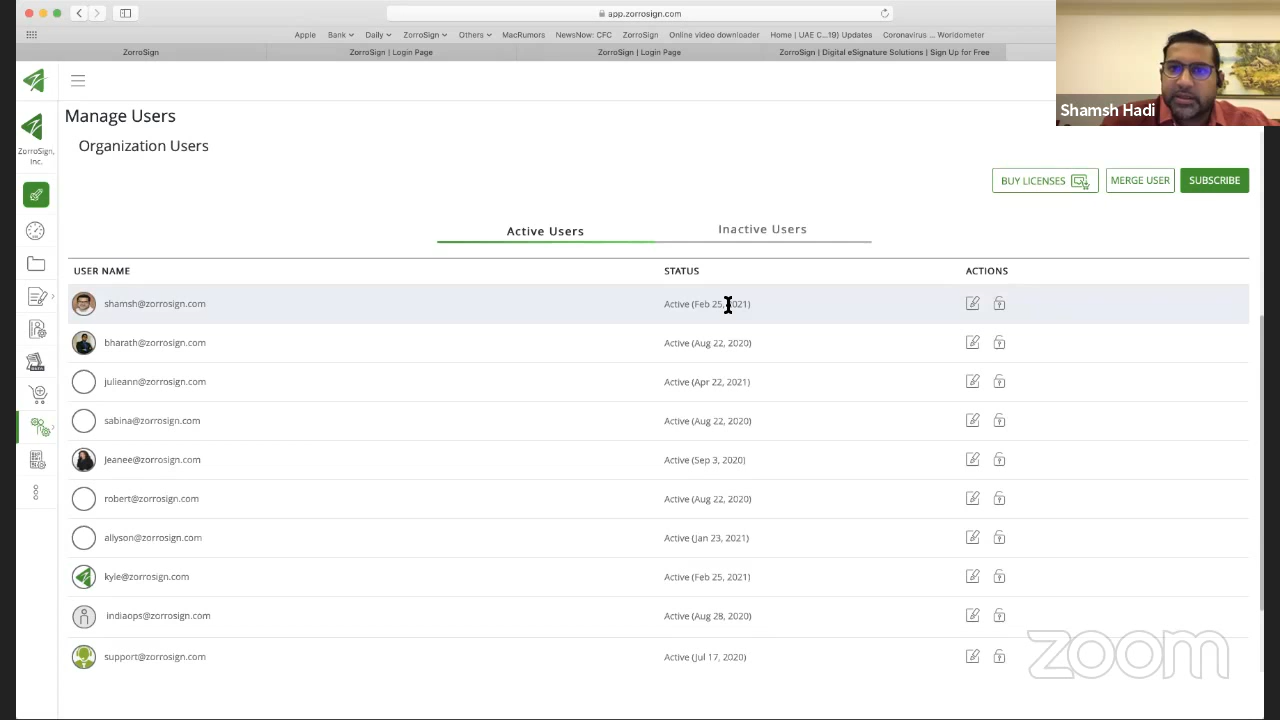 app.zorrosign.com
Apple Bank Daily ZorroSign Others MacRumors NewsNow: CFC ZorroSign Online video downloader Home | UAE C...19) Updates Coronavirus ... Worldometer
ZorroSign ZorroSign | Login Page ZorroSign | Login Page ZorroSign | Digital eSignature Solutions | Sign Up for Free
Shamsh Hadi
Manage Users
Organization Users
ZorroSign, Inc.
BUY LICENSES MERGE USER SUBSCRIBE
Active Users Inactive Users
USER NAME STATUS ACTIONS
shamsh@zorrosign.com Active (Feb 25, 2021)
bharath@zorrosign.com Active (Aug 22, 2020)
julieann@zorrosign.com Active (Apr 22, 2021)
sabina@zorrosign.com Active (Aug 22, 2020)
jeanee@zorrosign.com Active (Sep 3, 2020)
robert@zorrosign.com Active (Aug 22, 2020)
allyson@zorrosign.com Active (Jan 23, 2021)
kyle@zorrosign.com Active (Feb 25, 2021)
indiaops@zorrosign.com Active (Aug 28, 2020)
support@zorrosign.com Active (Jul 17, 2020)
zoom